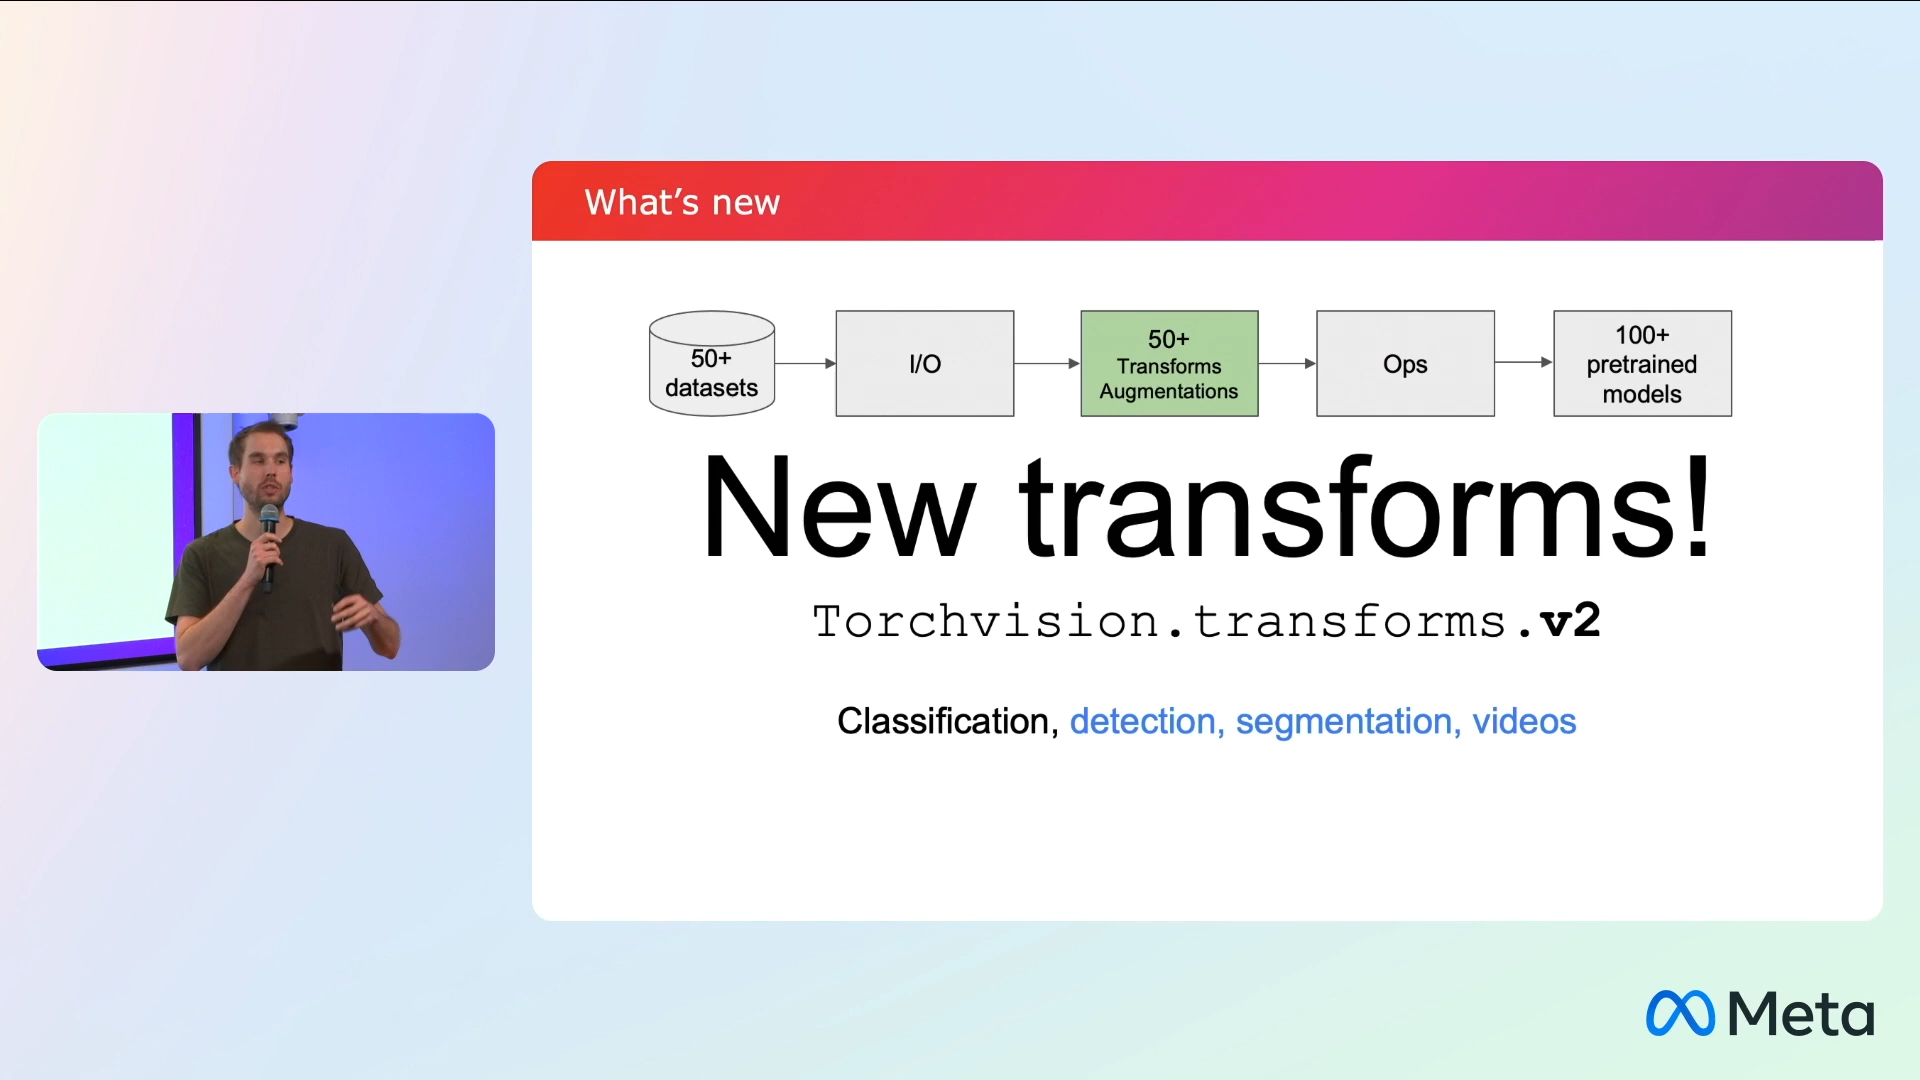 What’s new
50+
datasets
I/O
50+
Transforms
Augmentations
Ops
100+
pretrained
models
New transforms!
Torchvision.transforms.v2
Classification, detection, segmentation, videos
Meta